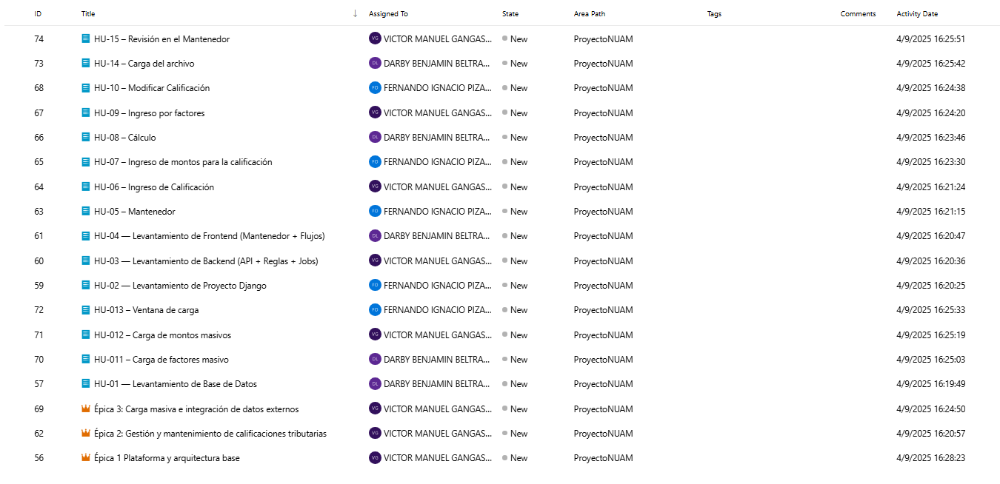 ID Title ↓ Assigned To State Area Path Tags Comments Activity Date
74 HU-15 – Revisión en el Mantenedor VG VICTOR MANUEL GANGAS... New ProyectoNUAM 4/9/2025 16:25:51
73 HU-14 – Carga del archivo DL DARBY BENJAMIN BELTRA... New ProyectoNUAM 4/9/2025 16:25:42
68 HU-10 – Modificar Calificación FO FERNANDO IGNACIO PIZA... New ProyectoNUAM 4/9/2025 16:24:38
67 HU-09 – Ingreso por factores VG VICTOR MANUEL GANGAS... New ProyectoNUAM 4/9/2025 16:24:20
66 HU-08 – Cálculo DL DARBY BENJAMIN BELTRA... New ProyectoNUAM 4/9/2025 16:23:46
65 HU-07 – Ingreso de montos para la calificación FO FERNANDO IGNACIO PIZA... New ProyectoNUAM 4/9/2025 16:23:30
64 HU-06 – Ingreso de Calificación VG VICTOR MANUEL GANGAS... New ProyectoNUAM 4/9/2025 16:21:24
63 HU-05 – Mantenedor FO FERNANDO IGNACIO PIZA... New ProyectoNUAM 4/9/2025 16:21:15
61 HU-04 — Levantamiento de Frontend (Mantenedor + Flujos) DL DARBY BENJAMIN BELTRA... New ProyectoNUAM 4/9/2025 16:20:47
60 HU-03 — Levantamiento de Backend (API + Reglas + Jobs) VG VICTOR MANUEL GANGAS... New ProyectoNUAM 4/9/2025 16:20:36
59 HU-02 — Levantamiento de Proyecto Django FO FERNANDO IGNACIO PIZA... New ProyectoNUAM 4/9/2025 16:20:25
72 HU-013 – Ventana de carga FO FERNANDO IGNACIO PIZA... New ProyectoNUAM 4/9/2025 16:25:33
71 HU-012 – Carga de montos masivos VG VICTOR MANUEL GANGAS... New ProyectoNUAM 4/9/2025 16:25:19
70 HU-011 – Carga de factores masivo DL DARBY BENJAMIN BELTRA... New ProyectoNUAM 4/9/2025 16:25:03
57 HU-01 — Levantamiento de Base de Datos DL DARBY BENJAMIN BELTRA... New ProyectoNUAM 4/9/2025 16:19:49
69 Épica 3: Carga masiva e integración de datos externos VG VICTOR MANUEL GANGAS... New ProyectoNUAM 4/9/2025 16:24:50
62 Épica 2: Gestión y mantenimiento de calificaciones tributarias VG VICTOR MANUEL GANGAS... New ProyectoNUAM 4/9/2025 16:20:57
56 Épica 1 Plataforma y arquitectura base VG VICTOR MANUEL GANGAS... New ProyectoNUAM 4/9/2025 16:28:23